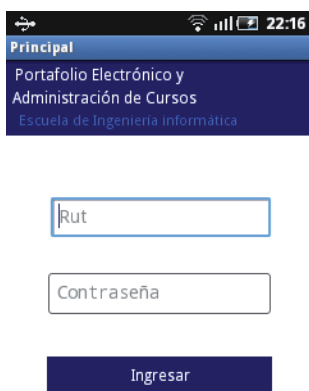 22:16
Principal
Portafolio Electrónico y
Administración de Cursos
Escuela de Ingeniería informática
Rut
Contraseña
Ingresar